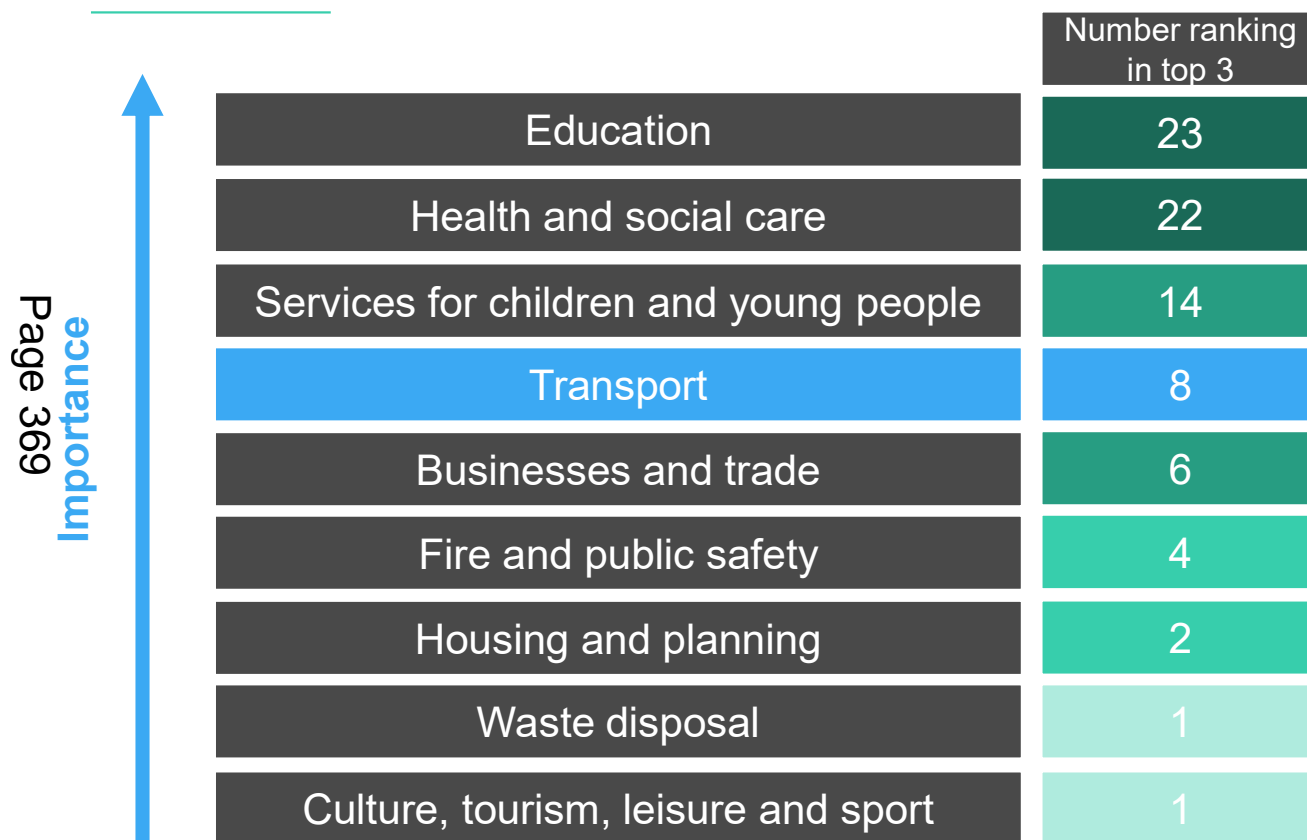 Number ranking
in top 3
Education
23
Health and social care
22
Services for children and young people
14
Transport
8
Businesses and trade
6
Fire and public safety
4
Housing and planning
2
Waste disposal
1
Culture, tourism, leisure and sport
1
Importance
Page 369